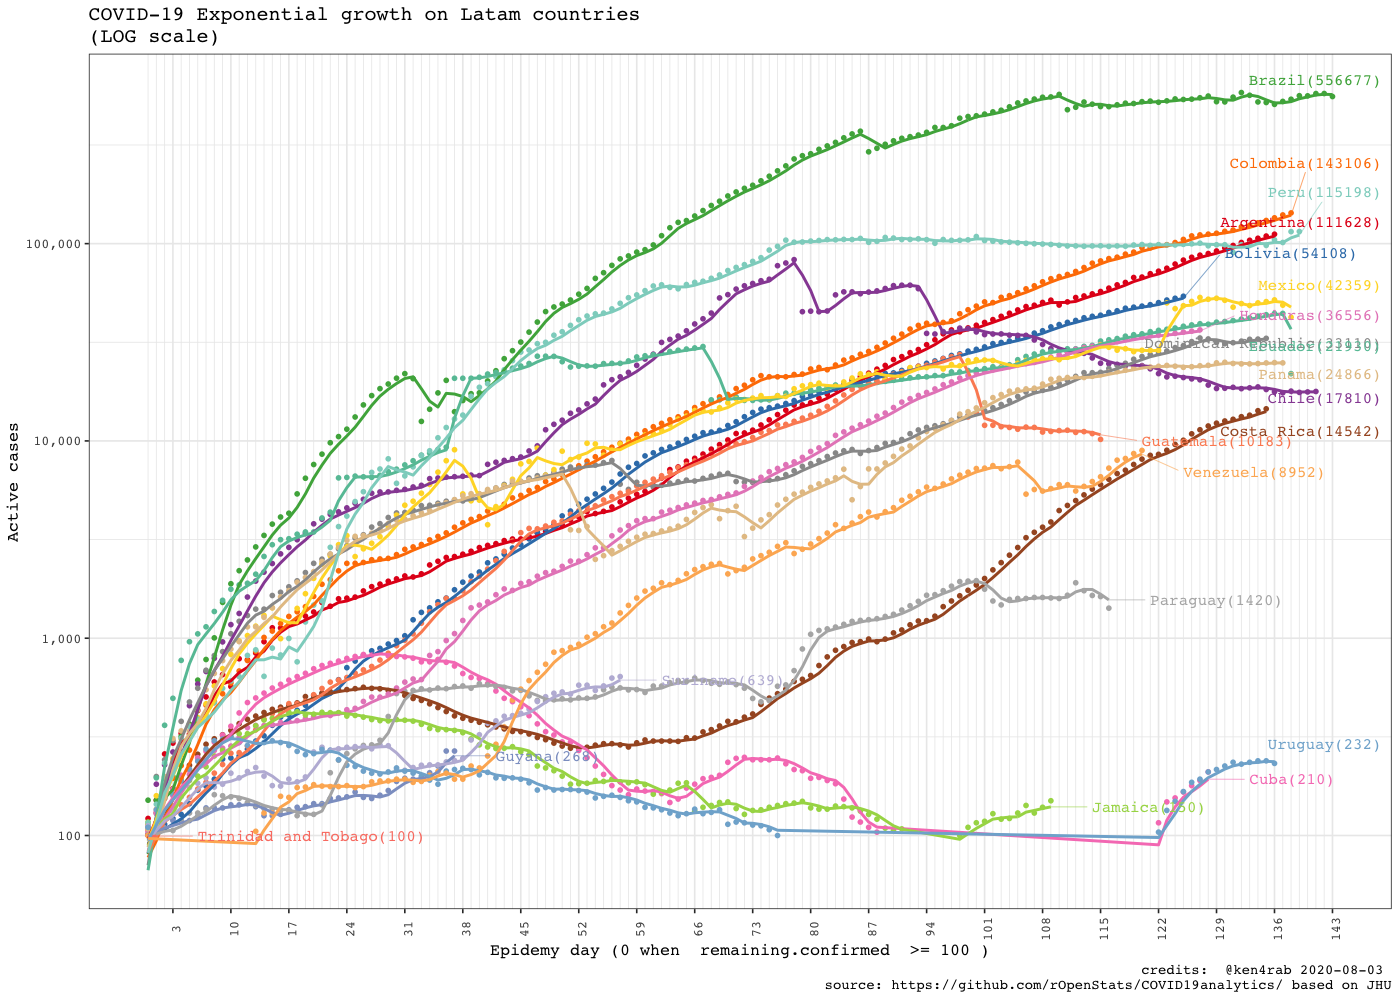 COVID-19 Exponential growth on Latam countries
(LOG scale)
Brazil(556677)
Colombia(143106)
Peru(115198)
Argentina(111628)
Bolivia(54108)
Mexico(42359)
Honduras(36556)
Dominican Republic(33110)
Ecuador(21930)
Panama(24866)
Chile(17810)
Costa Rica(14542)
Guatemala(10183)
Venezuela(8952)
Paraguay(1420)
Suriname(639)
Guyana(268)
Uruguay(232)
Cuba(210)
Jamaica(150)
Trinidad and Tobago(100)
Active cases
100,000
10,000
1,000
100
3 10 17 24 31 38 45 52 59 66 73 80 87 94 101 108 115 122 129 136 143
Epidemy day (0 when  remaining.confirmed  >= 100 )
credits:  @ken4rab 2020-08-03
source: https://github.com/rOpenStats/COVID19analytics/ based on JHU